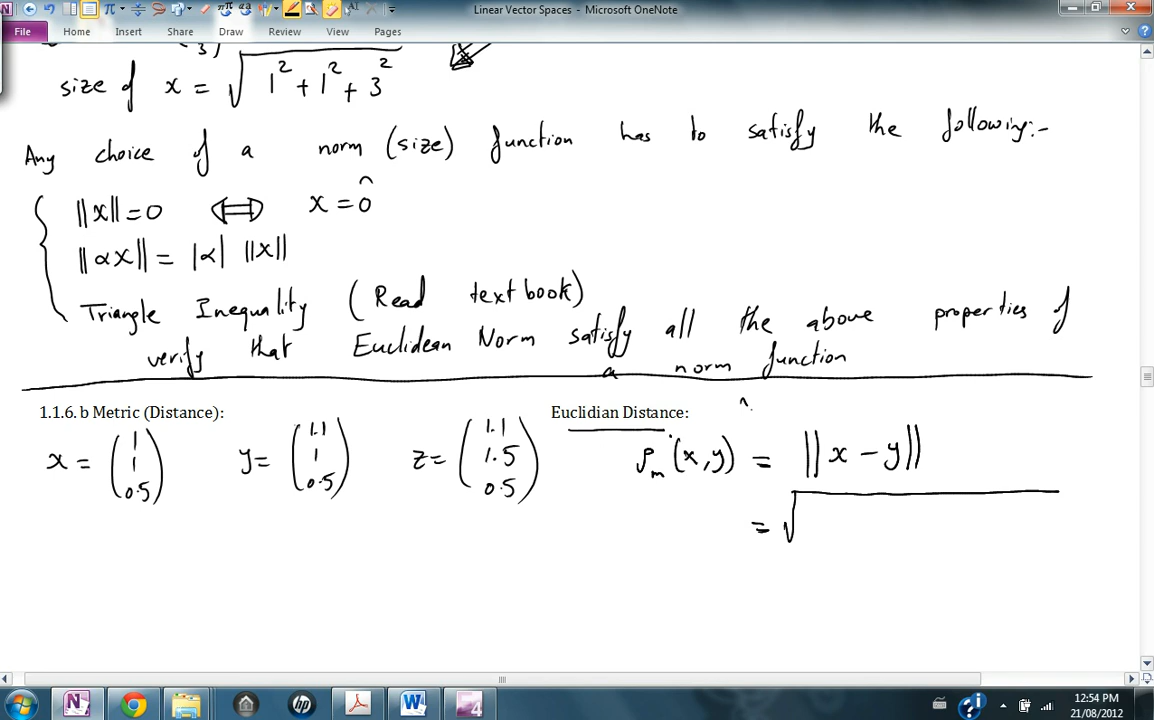 Linear Vector Spaces - Microsoft OneNote
File Home Insert Share Draw Review View Pages
3)
size of x = √ 1² + 1² + 3²
Any choice of a norm (size) function has to satisfy the following:-
||x|| = 0 ⟺ x = 0̂
||αx|| = |α| ||x||
Triangle Inequality (Read textbook)
verify that Euclidean Norm satisfy all the above properties of
a norm function
1.1.6. b Metric (Distance): Euclidian Distance:
x = (1 1 0.5) y = (1.1 1 0.5) z = (1.1 1.5 0.5) ρm (x,y) = ||x - y||
= √
12:54 PM
21/08/2012